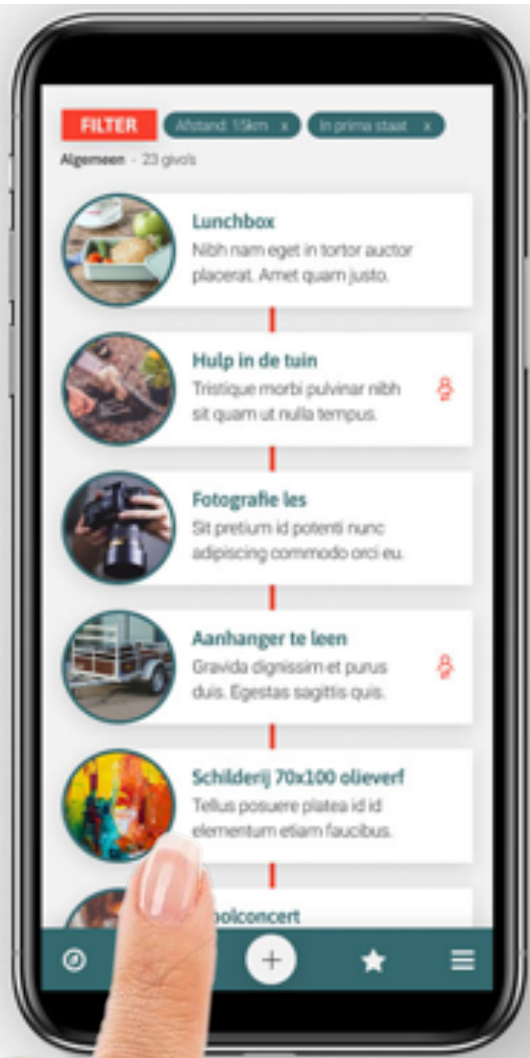 FILTER Afstand: 15km x In prima staat x
Algemeen - 23 givo's
Lunchbox
Nibh nam eget in tortor auctor
placerat. Amet quam justo.
Hulp in de tuin
Tristique morbi pulvinar nibh
sit quam ut nulla tempus.
Fotografie les
Sit pretium id potenti nunc
adipiscing commodo orci eu.
Aanhanger te leen
Gravida dignissim et purus
duis. Egestas sagittis quis.
Schilderij 70x100 olieverf
Tellus posuere platea id id
elementum etiam faucibus.